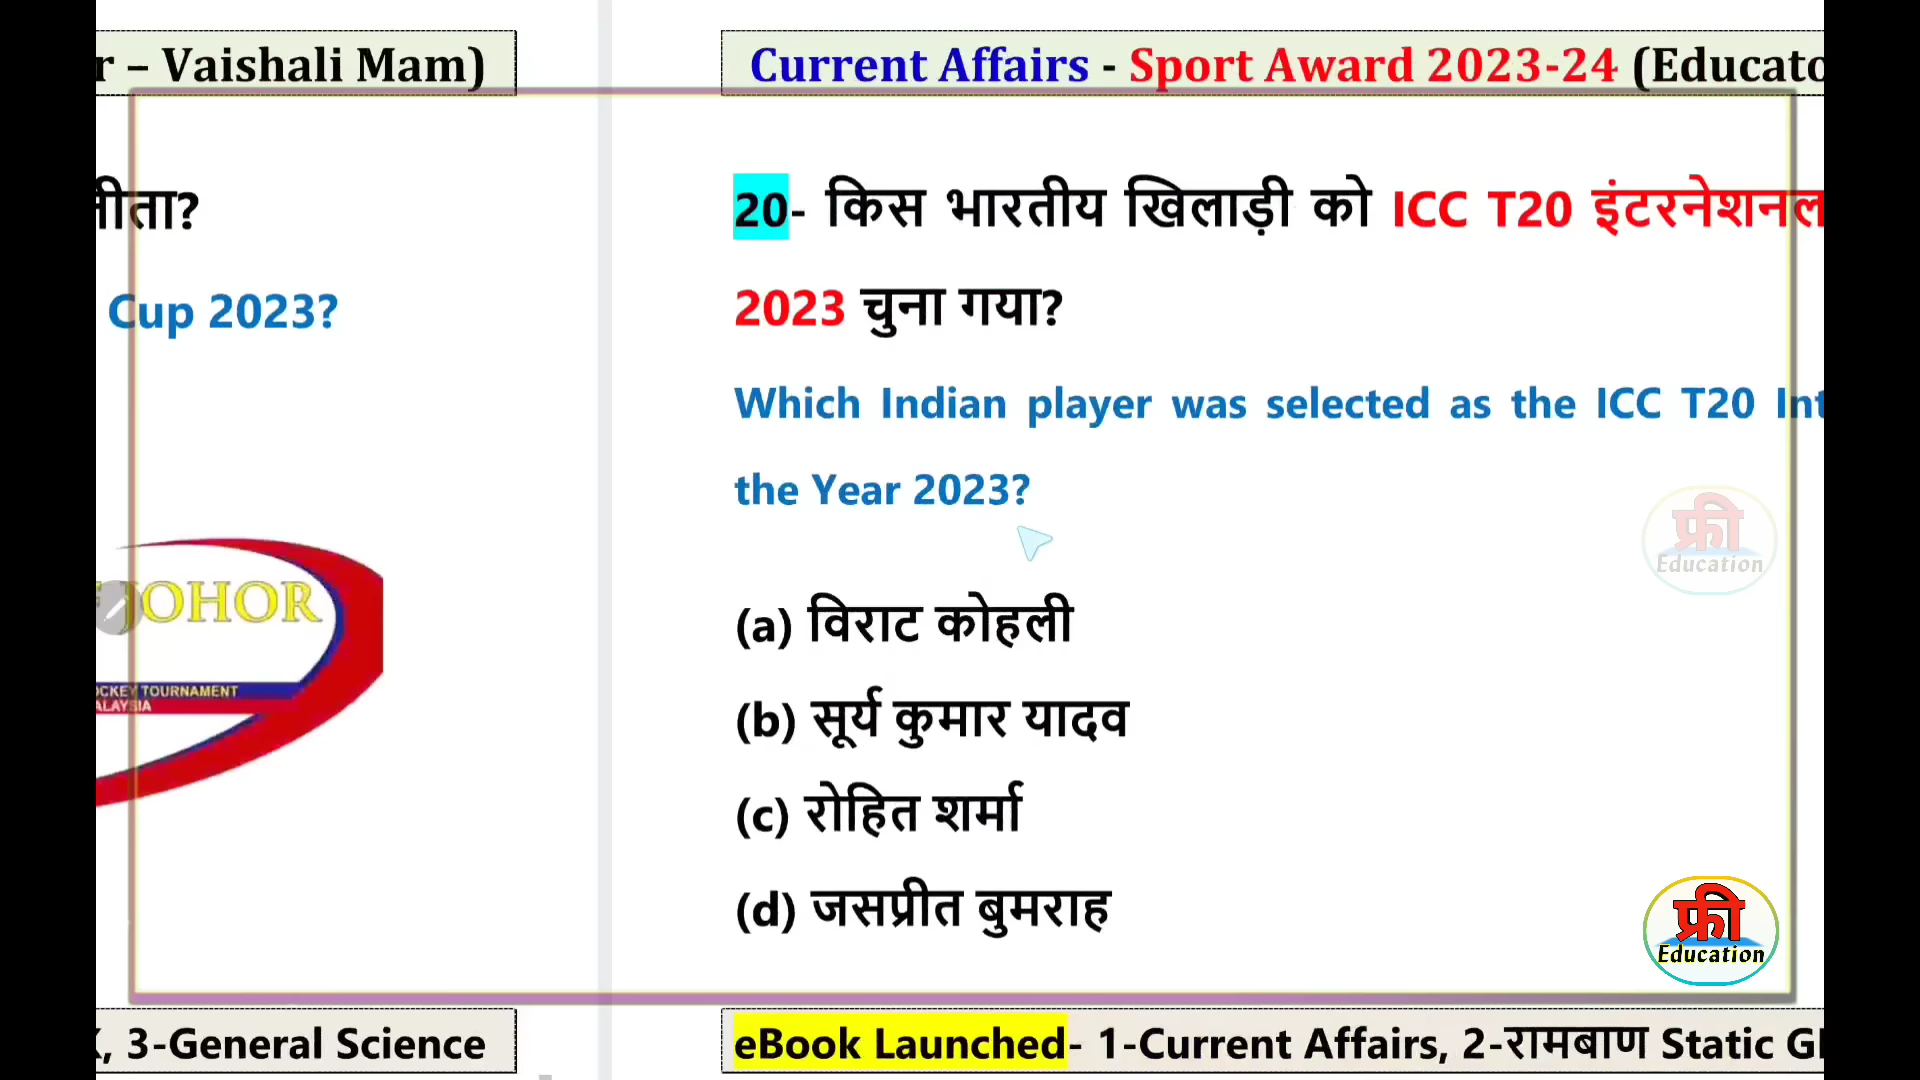 r – Vaishali Mam)
Current Affairs - Sport Award 2023-24 (Educato
तीता?
Cup 2023?
20- किस भारतीय खिलाड़ी को ICC T20 इंटरनेशनल
2023 चुना गया?
Which Indian player was selected as the ICC T20 Int
the Year 2023?
JOHOR
OCKEY TOURNAMENT
ALAYSIA
(a) विराट कोहली
(b) सूर्य कुमार यादव
(c) रोहित शर्मा
(d) जसप्रीत बुमराह
फ्री
Education
फ्री
Education
, 3-General Science
eBook Launched- 1-Current Affairs, 2-रामबाण Static G